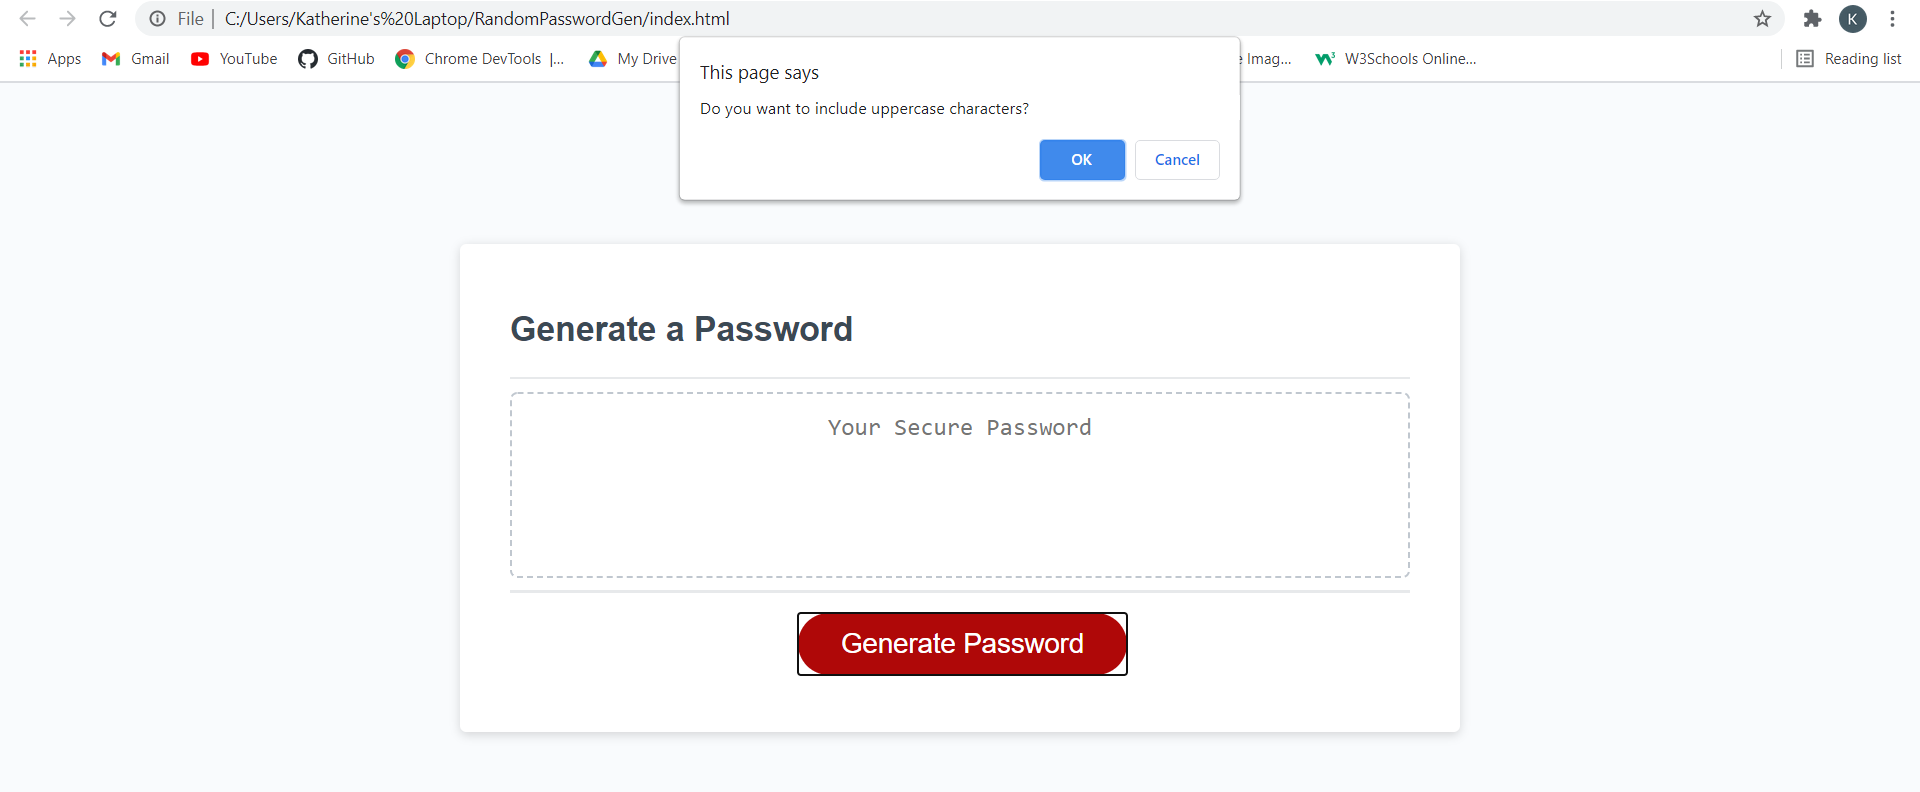 File | C:/Users/Katherine's%20Laptop/RandomPasswordGen/index.html
K
Apps Gmail YouTube GitHub Chrome DevTools |... My Drive e Imag... W3Schools Online... Reading list
This page says
Do you want to include uppercase characters?
OK Cancel
Generate a Password
Your Secure Password
Generate Password